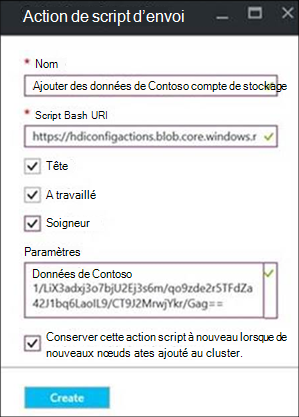 Action de script d'envoi
* Nom
Ajouter des données de Contoso compte de stockage
* Script Bash URI
https://hdiconfigactions.blob.core.windows.r
Tête
A travaillé
Soigneur
Paramètres
Données de Contoso
1/LiX3adxj3o7bjU2Ej3s6m/qo9zde2r5TFdZa
42J1bq6LaolL9/CT9J2MrwjYkr/Gag==
Conserver cette action script à nouveau lorsque de
nouveaux nœuds ates ajouté au cluster.
Create